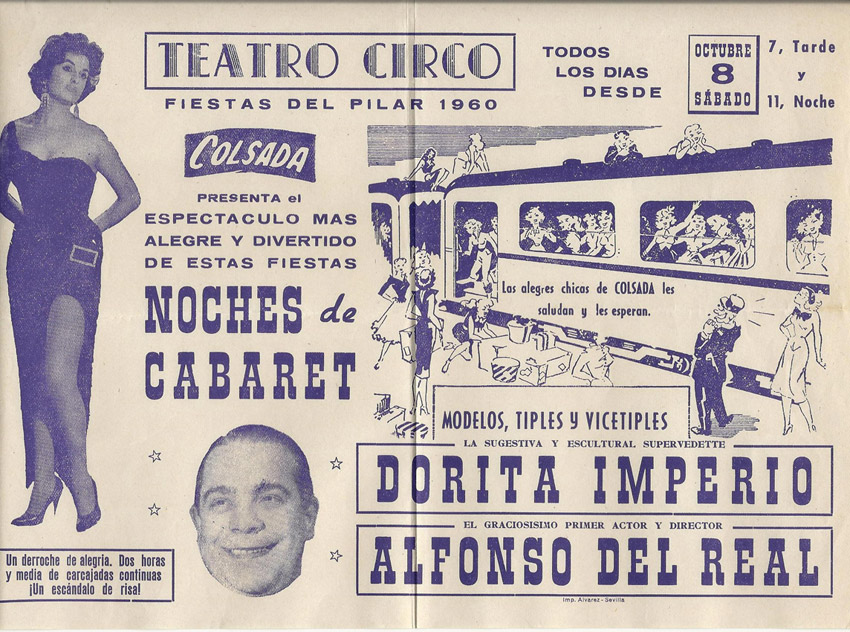 TEATRO CIRCO
FIESTAS DEL PILAR 1960
TODOS
LOS DIAS
DESDE
OCTUBRE
8
SÁBADO
7, Tarde
y
11, Noche
COLSADA
PRESENTA el
ESPECTACULO MAS
ALEGRE Y DIVERTIDO
DE ESTAS FIESTAS
NOCHES de
CABARET
Las alegres chicas de COLSADA les
saludan y les esperan.
MODELOS, TIPLES Y VICETIPLES
LA SUGESTIVA Y ESCULTURAL SUPERVEDETTE
DORITA IMPERIO
EL GRACIOSISIMO PRIMER ACTOR Y DIRECTOR
ALFONSO DEL REAL
Un derroche de alegria. Dos horas
y media de carcajadas continuas
¡Un escándalo de risa!
Imp. Alvarez - Sevilla